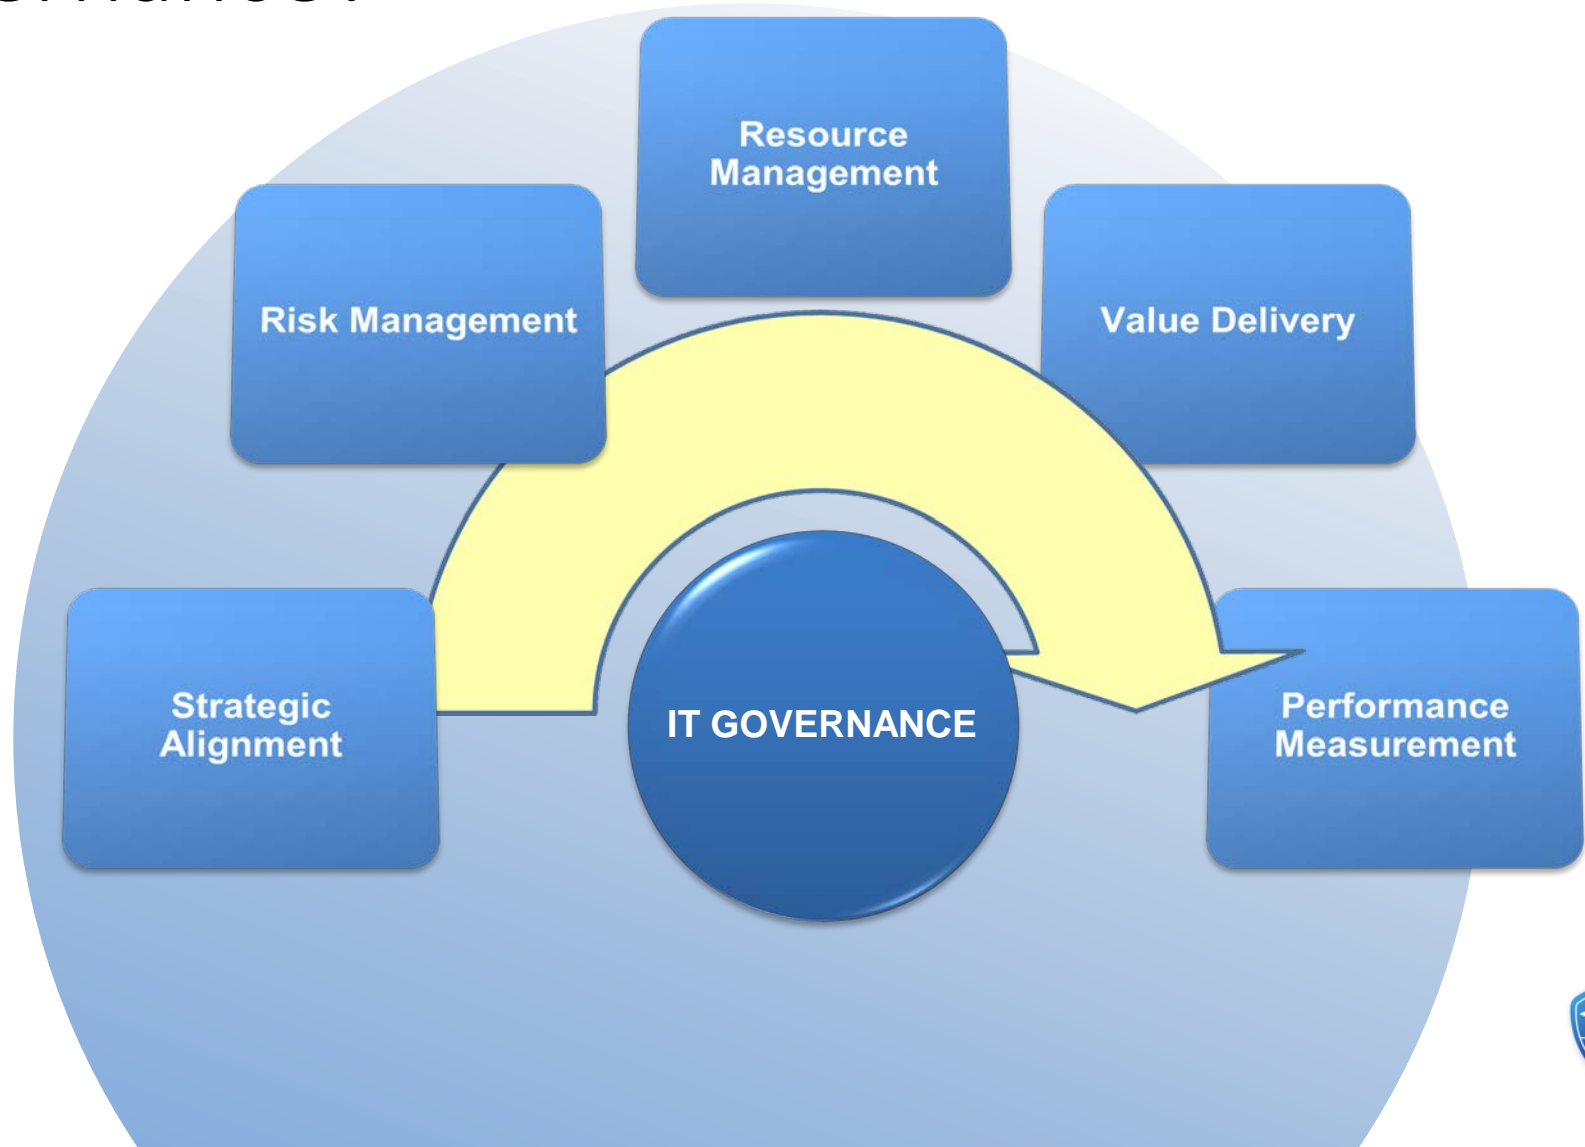 Resource
Management
Risk Management
Value Delivery
Strategic
Alignment
IT GOVERNANCE
Performance
Measurement